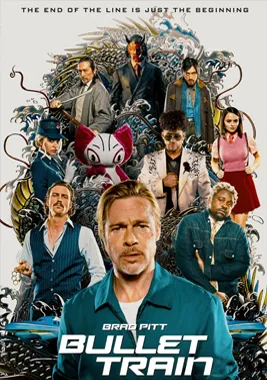 THE END OF THE LINE IS JUST THE BEGINNING
BRAD PITT
BULLET
TRAIN